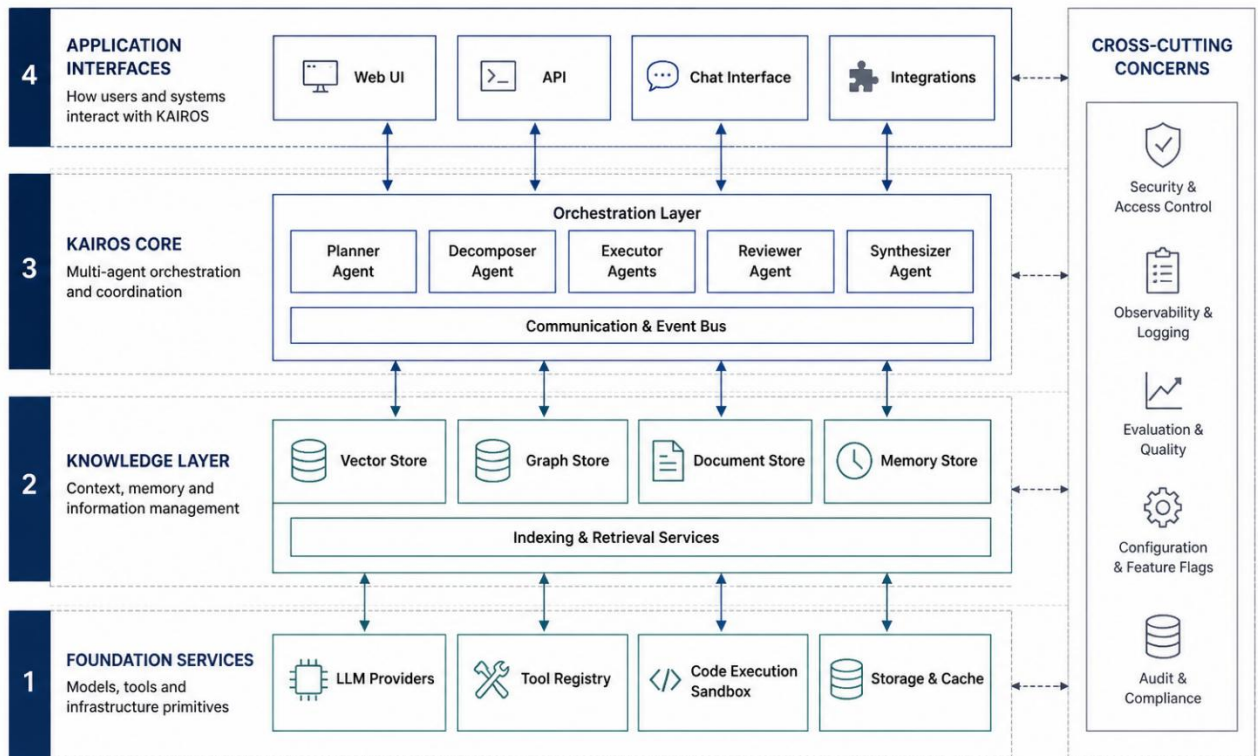 4
APPLICATION
INTERFACES
How users and systems
interact with KAIROS
Web UI
API
Chat Interface
Integrations
3
KAIROS CORE
Multi-agent orchestration
and coordination
Orchestration Layer
Planner
Agent
Decomposer
Agent
Executor
Agents
Reviewer
Agent
Synthesizer
Agent
Communication & Event Bus
2
KNOWLEDGE LAYER
Context, memory and
information management
Vector Store
Graph Store
Document Store
Memory Store
Indexing & Retrieval Services
1
FOUNDATION SERVICES
Models, tools and
infrastructure primitives
LLM Providers
Tool Registry
Code Execution
Sandbox
Storage & Cache
CROSS-CUTTING
CONCERNS
Security &
Access Control
Observability &
Logging
Evaluation &
Quality
Configuration
& Feature Flags
Audit &
Compliance